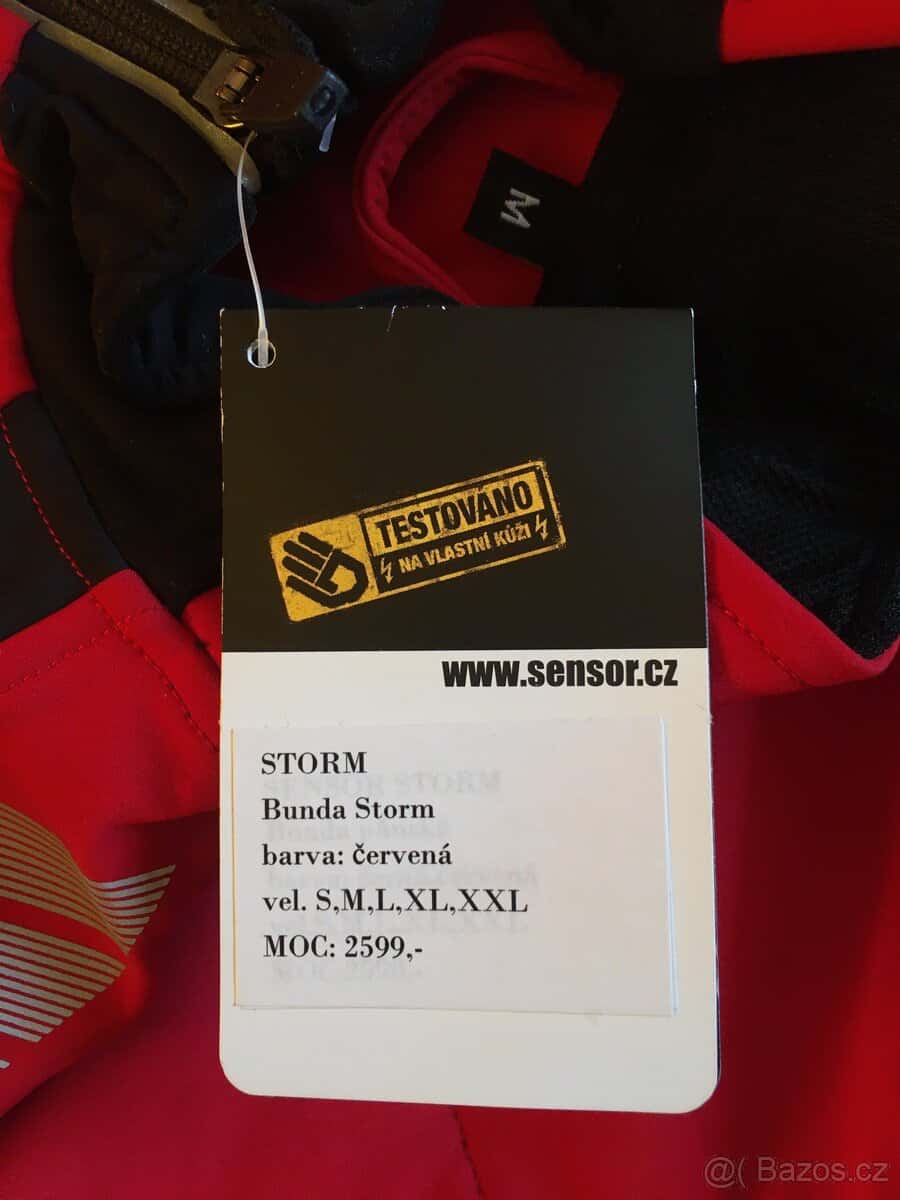 M
TESTOVÁNO
NA VLASTNÍ KŮŽI
www.sensor.cz
STORM
Bunda Storm
barva: červená
vel. S,M,L,XL,XXL
MOC: 2599,-
@( Bazos.cz